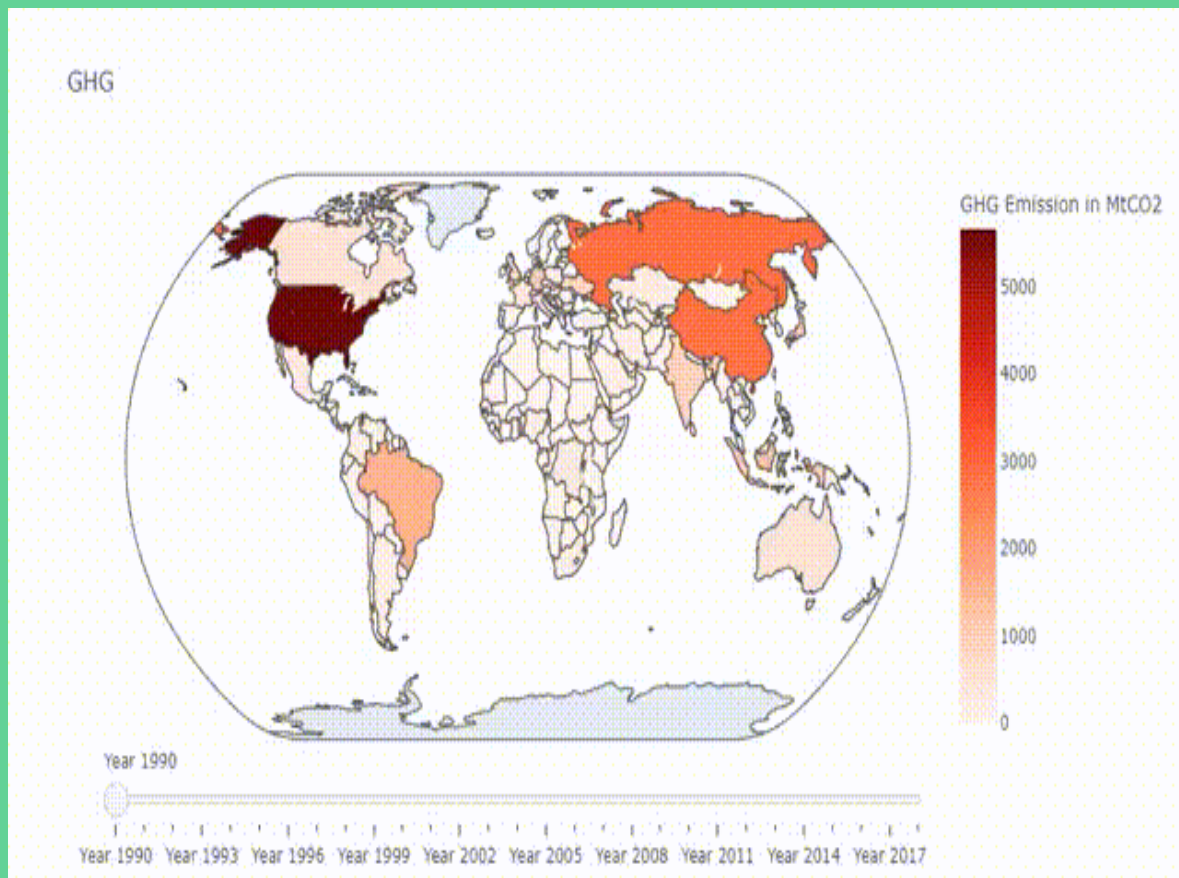 GHG
GHG Emission in MtCO2
5000
4000
3000
2000
1000
0
Year 1990
Year 1990 Year 1993 Year 1996 Year 1999 Year 2002 Year 2005 Year 2008 Year 2011 Year 2014 Year 2017